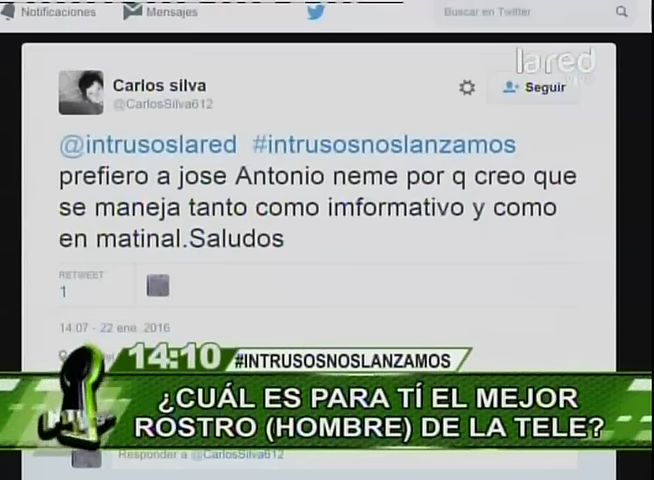 Notificaciones
Mensajes
Buscar en Twitter
lared
Carlos silva
@CarlosSilva612
Seguir
@intrusoslared #intrusosnoslanzamos
prefiero a jose Antonio neme por q creo que
se maneja tanto como imformativo y como
en matinal.Saludos
RETWEET
1
14:07 - 22 ene. 2016
14:10 #INTRUSOSNOSLANZAMOS
¿CUÁL ES PARA TÍ EL MEJOR
ROSTRO (HOMBRE) DE LA TELE?
Responder a @CarlosSilva612